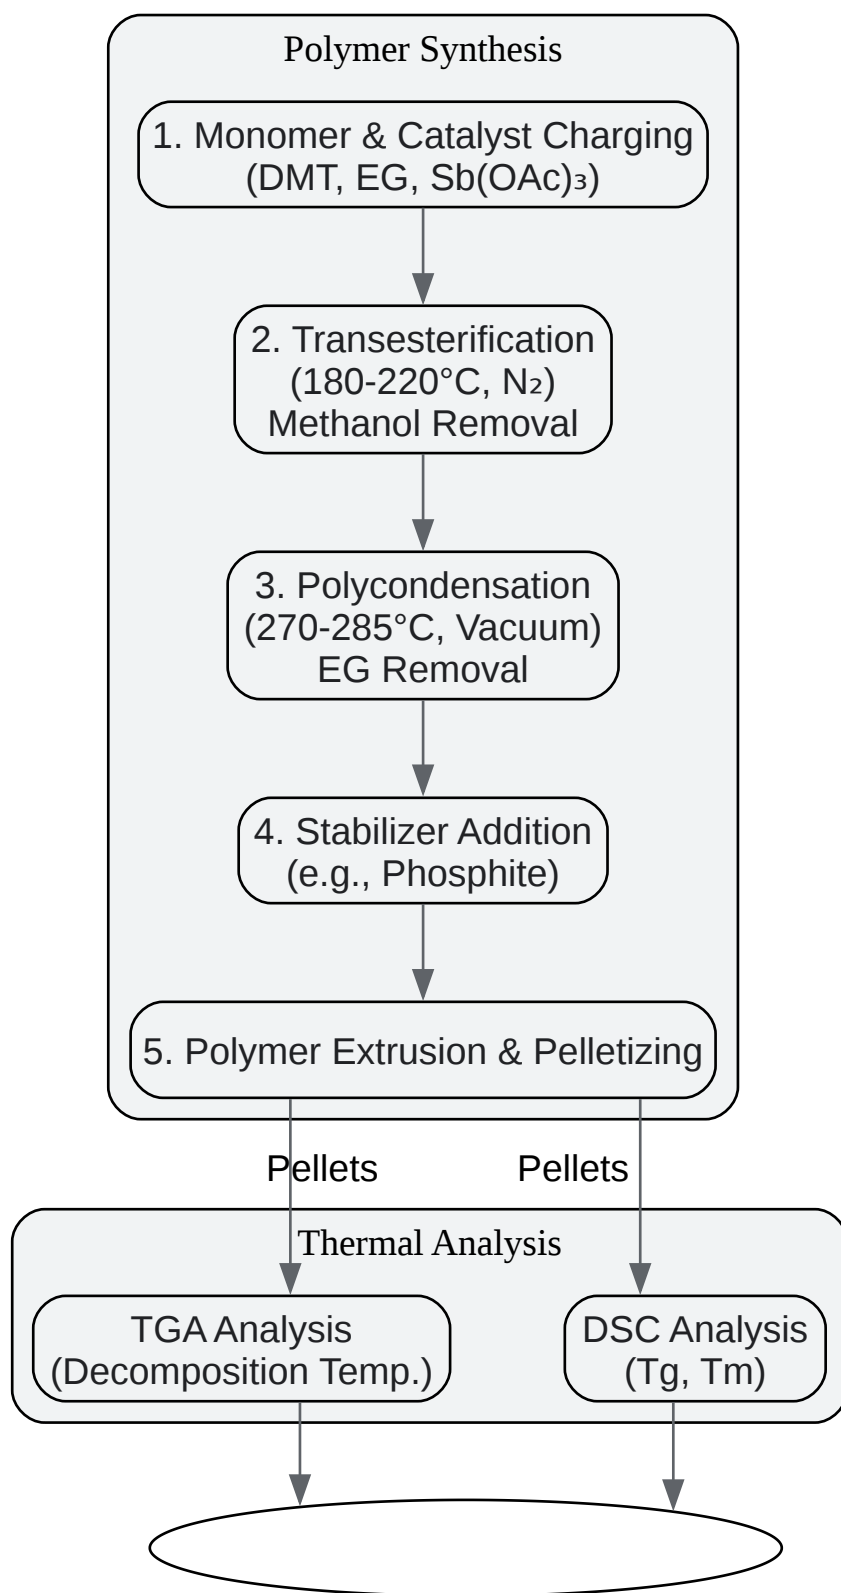 Polymer Synthesis
1. Monomer & Catalyst Charging
(DMT, EG, Sb(OAc)₃)
2. Transesterification
(180-220°C, N₂)
Methanol Removal
3. Polycondensation
(270-285°C, Vacuum)
EG Removal
4. Stabilizer Addition
(e.g., Phosphite)
5. Polymer Extrusion & Pelletizing
Pellets Pellets
Thermal Analysis
TGA Analysis
(Decomposition Temp.)
DSC Analysis
(Tg, Tm)